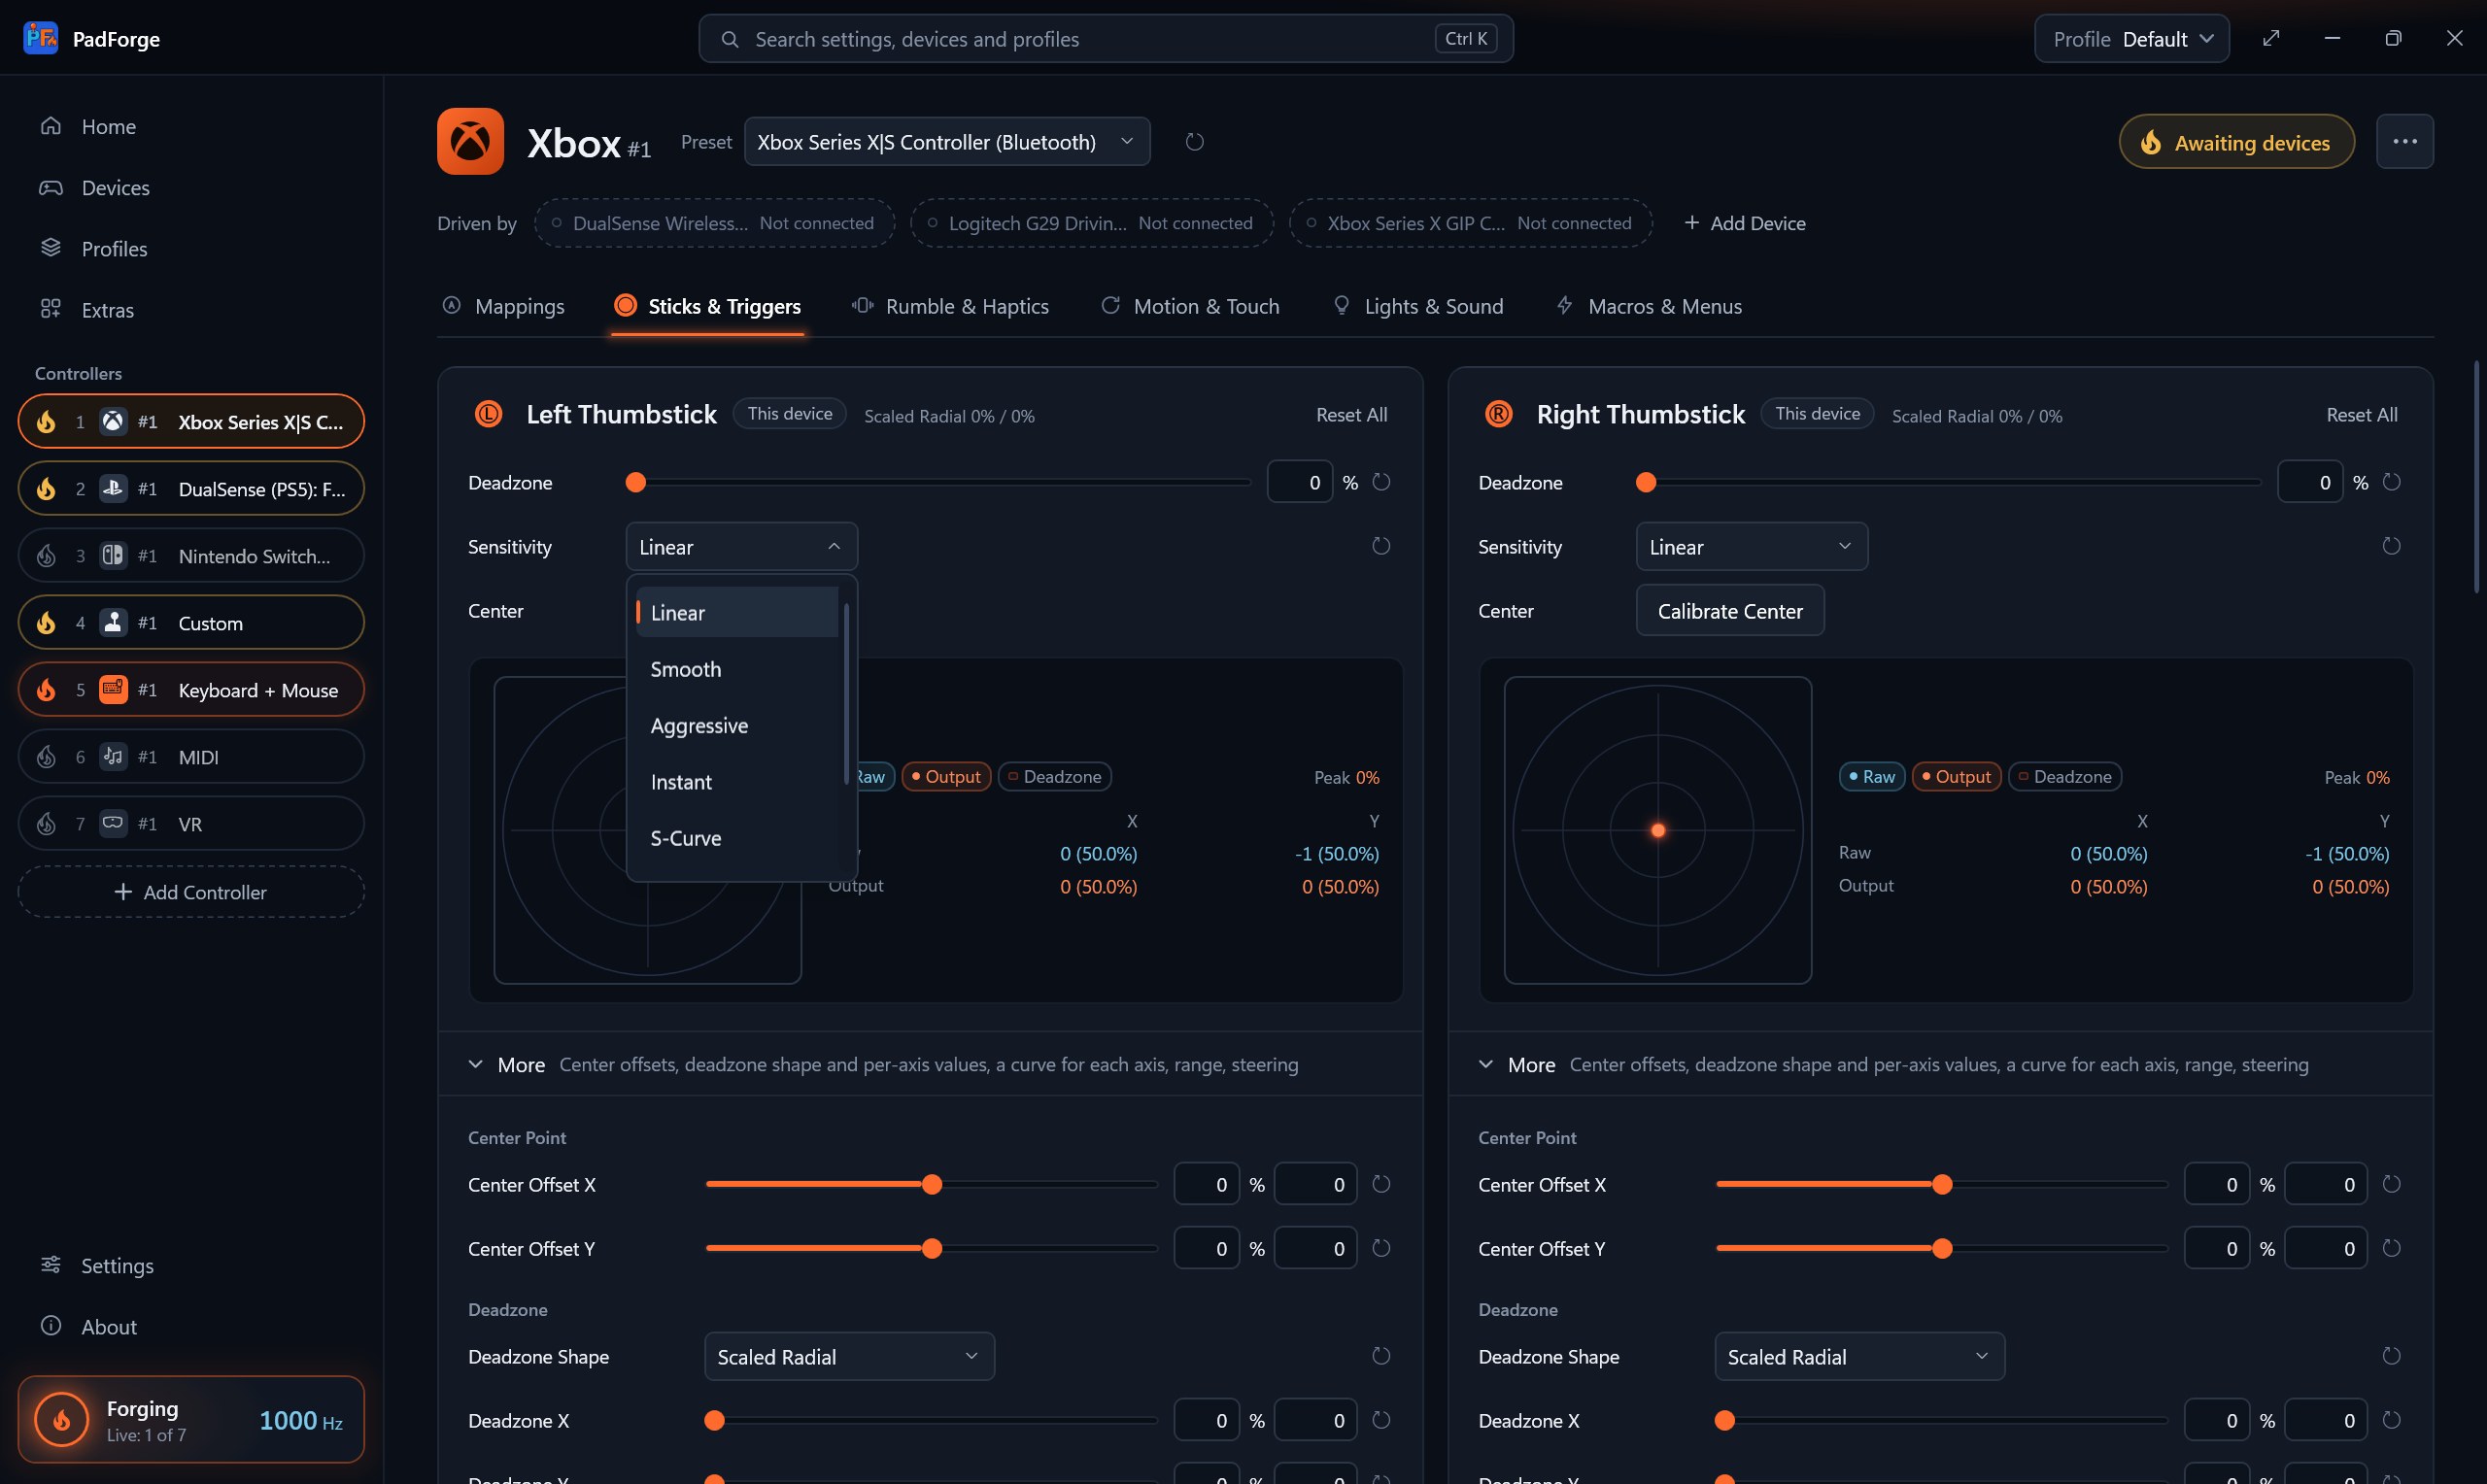 PadForge
Search settings, devices and profiles Ctrl K
Profile Default
Home
Devices
Profiles
Extras
Controllers
1 #1 Xbox Series X|S C...
2 #1 DualSense (PS5): F...
3 #1 Nintendo Switch...
4 #1 Custom
5 #1 Keyboard + Mouse
6 #1 MIDI
7 #1 VR
+ Add Controller
Settings
About
Forging
Live: 1 of 7
1000 Hz
Xbox #1 Preset Xbox Series X|S Controller (Bluetooth)
Awaiting devices
Driven by DualSense Wireless... Not connected Logitech G29 Drivin... Not connected Xbox Series X GIP C... Not connected + Add Device
Mappings Sticks & Triggers Rumble & Haptics Motion & Touch Lights & Sound Macros & Menus
L Left Thumbstick This device Scaled Radial 0% / 0% Reset All
Deadzone 0 %
Sensitivity Linear
Center
Linear
Smooth
Aggressive
Instant
S-Curve
Raw Output Deadzone Peak 0%
X Y
0 (50.0%) -1 (50.0%)
Output 0 (50.0%) 0 (50.0%)
More Center offsets, deadzone shape and per-axis values, a curve for each axis, range, steering
Center Point
Center Offset X 0 % 0
Center Offset Y 0 % 0
Deadzone
Deadzone Shape Scaled Radial
Deadzone X 0 % 0
Deadzone Y 0 % 0
R Right Thumbstick This device Scaled Radial 0% / 0% Reset All
Deadzone 0 %
Sensitivity Linear
Center Calibrate Center
Raw Output Deadzone Peak 0%
X Y
Raw 0 (50.0%) -1 (50.0%)
Output 0 (50.0%) 0 (50.0%)
More Center offsets, deadzone shape and per-axis values, a curve for each axis, range, steering
Center Point
Center Offset X 0 % 0
Center Offset Y 0 % 0
Deadzone
Deadzone Shape Scaled Radial
Deadzone X 0 % 0
Deadzone Y 0 % 0